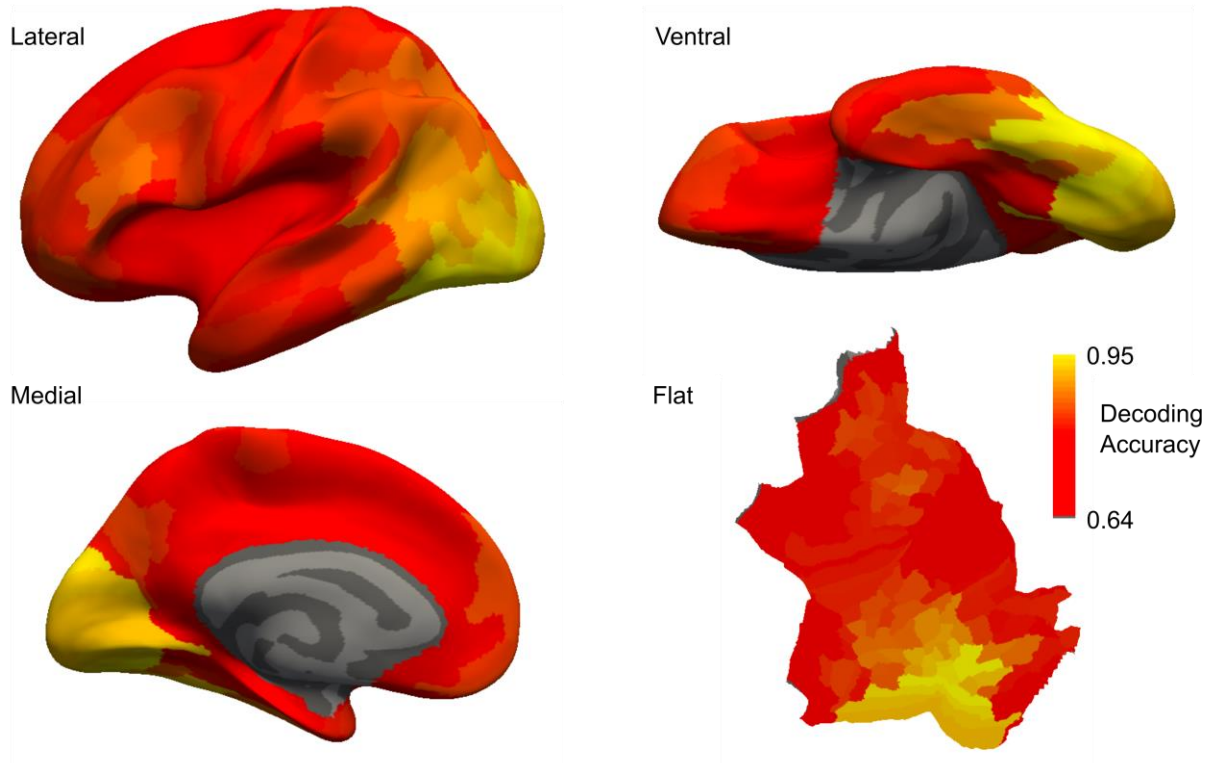 Lateral
Ventral
Medial
Flat
0.95
Decoding
Accuracy
0.64